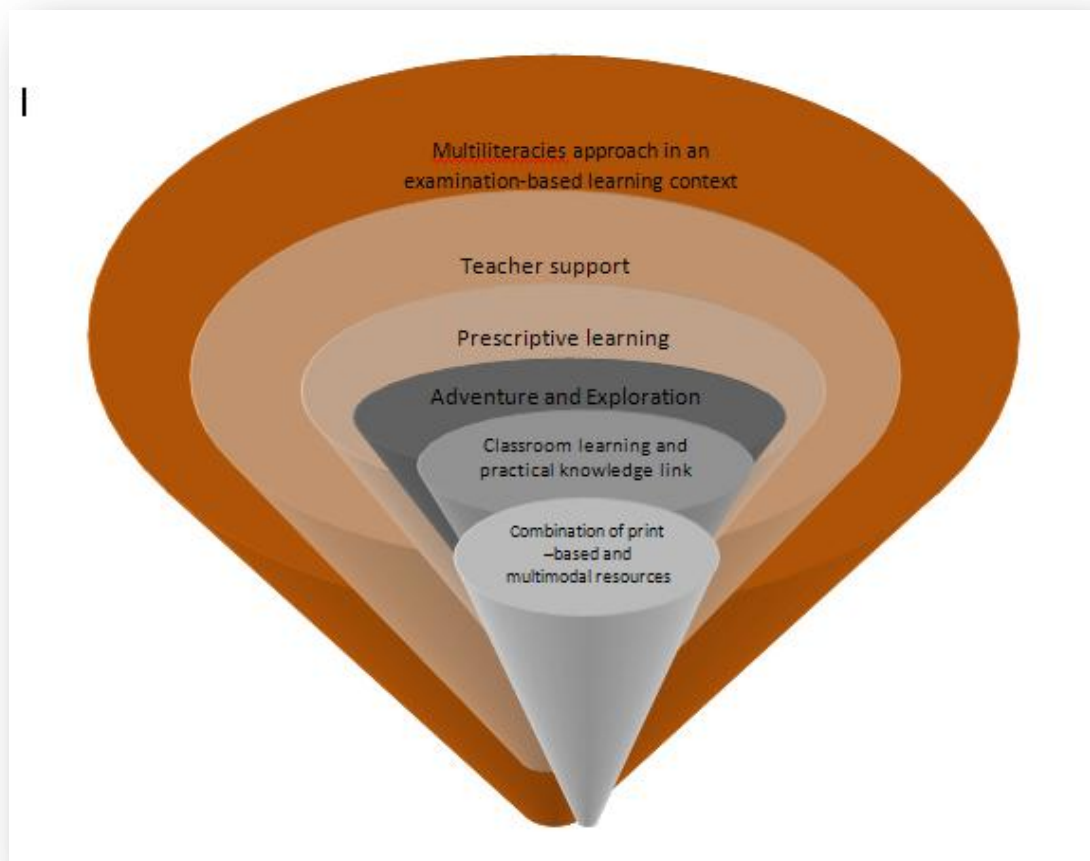 Multiliteracies approach in an
examination-based learning context
Teacher support
Prescriptive learning
Adventure and Exploration
Classroom learning and
practical knowledge link
Combination of print
–based and
multimodal resources